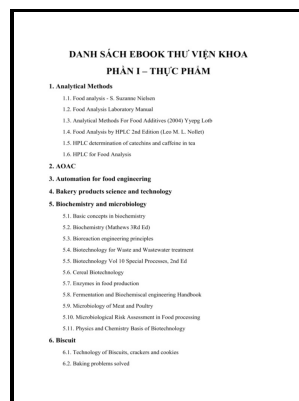 DANH SÁCH EBOOK THƯ VIỆN KHOA
PHẦN I – THỰC PHẨM
1. Analytical Methods
1.1. Food analysis - S. Suzanne Nielsen
1.2. Food Analysis Laboratory Manual
1.3. Analytical Methods For Food Additives (2004) Yyepg Lotb
1.4. Food Analysis by HPLC 2nd Edition (Leo M. L. Nollet)
1.5. HPLC determination of catechins and caffeine in tea
1.6. HPLC for Food Analysis
2. AOAC
3. Automation for food engineering
4. Bakery products science and technology
5. Biochemistry and microbiology
5.1. Basic concepts in biochemistry
5.2. Biochemistry (Mathews 3Rd Ed)
5.3. Bioreaction engineering principles
5.4. Biotechnology for Waste and Wastewater treatment
5.5. Biotechnology Vol 10 Special Processes, 2nd Ed
5.6. Cereal Biotechnology
5.7. Enzymes in food production
5.8. Fermentation and Biochemiscal engineering Handbook
5.9. Microbiology of Meat and Poultry
5.10. Microbiological Risk Assessment in Food processing
5.11. Physics and Chemistry Basis of Biotechnology
6. Biscuit
6.1. Technology of Biscuits, crackers and cookies
6.2. Baking problems solved